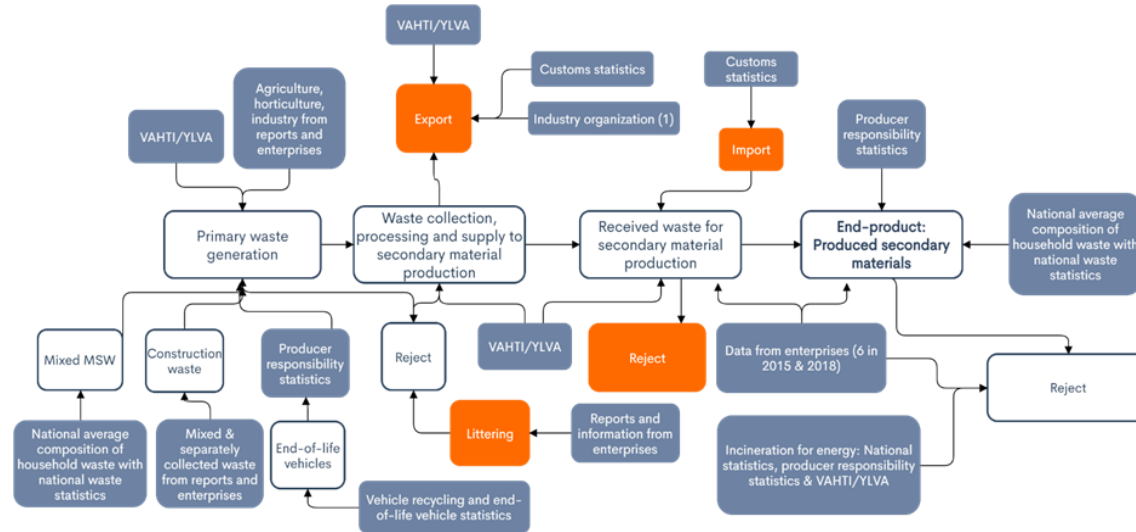 VAHTI/YLVA
Customs statistics
Industry organization (1)
Export
Customs
statistics
Import
Producer
responsibility
statistics
VAHTI/YLVA
Agriculture,
horticulture,
industry from
reports and
enterprises
Primary waste
generation
Waste collection,
processing and supply to
secondary material
production
Received waste for
secondary material
production
End-product:
Produced secondary
materials
National average
composition of
household waste with
national waste
statistics
Mixed MSW
Construction
waste
Producer
responsibility
statistics
Reject
VAHTI/YLVA
Reject
Data from enterprises (6 in
2015 & 2018)
Reject
National average
composition of
household waste with
national waste
statistics
Mixed &
separately
collected waste
from reports and
enterprises
End-of-life
vehicles
Littering
Reports and
information from
enterprises
Incineration for energy: National
statistics, producer responsibility
statistics & VAHTI/YLVA
Vehicle recycling and end-
of-life vehicle statistics